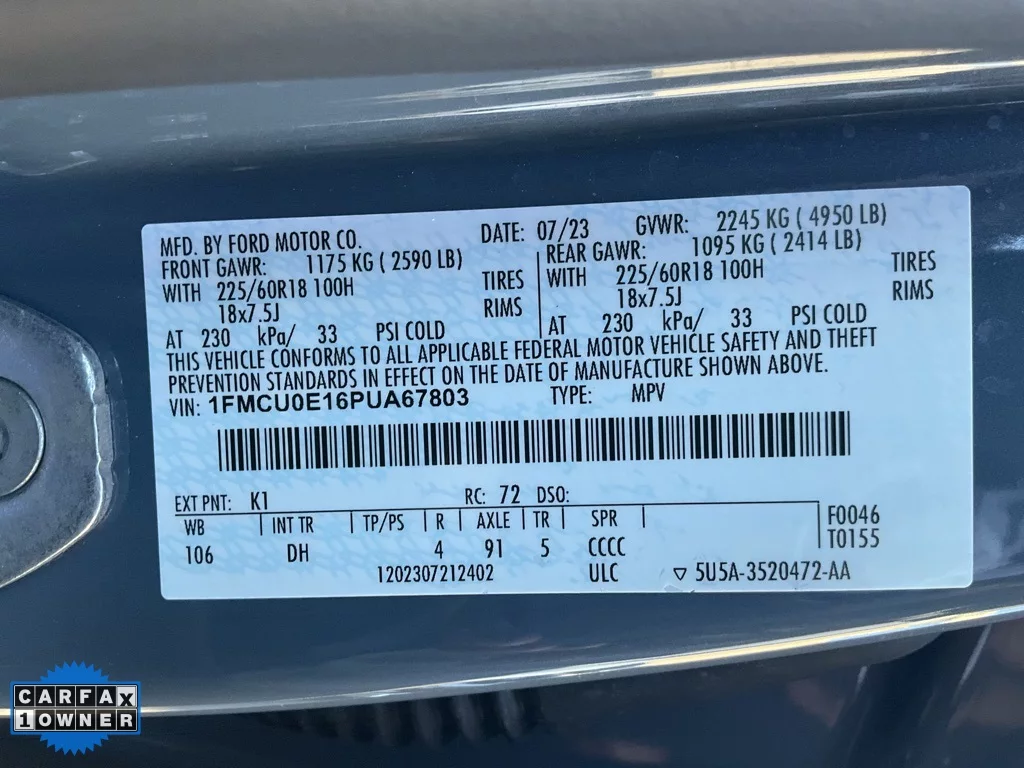 MFD. BY FORD MOTOR CO. DATE: 07/23 GVWR: 2245 KG ( 4950 LB)
FRONT GAWR: 1175 KG ( 2590 LB) REAR GAWR: 1095 KG ( 2414 LB)
WITH 225/60R18 100H TIRES WITH 225/60R18 100H TIRES
18x7.5J RIMS 18x7.5J RIMS
AT 230 kPa/ 33 PSI COLD AT 230 kPa/ 33 PSI COLD
THIS VEHICLE CONFORMS TO ALL APPLICABLE FEDERAL MOTOR VEHICLE SAFETY AND THEFT
PREVENTION STANDARDS IN EFFECT ON THE DATE OF MANUFACTURE SHOWN ABOVE.
VIN: 1FMCU0E16PUA67803 TYPE: MPV
EXT PNT: K1 RC: 72 DSO:
WB INT TR TP/PS R AXLE TR SPR F0046
106 DH 4 91 5 CCCC T0155
1202307212402 ULC ▽ 5U5A-3520472-AA
CARFAX
1 OWNER